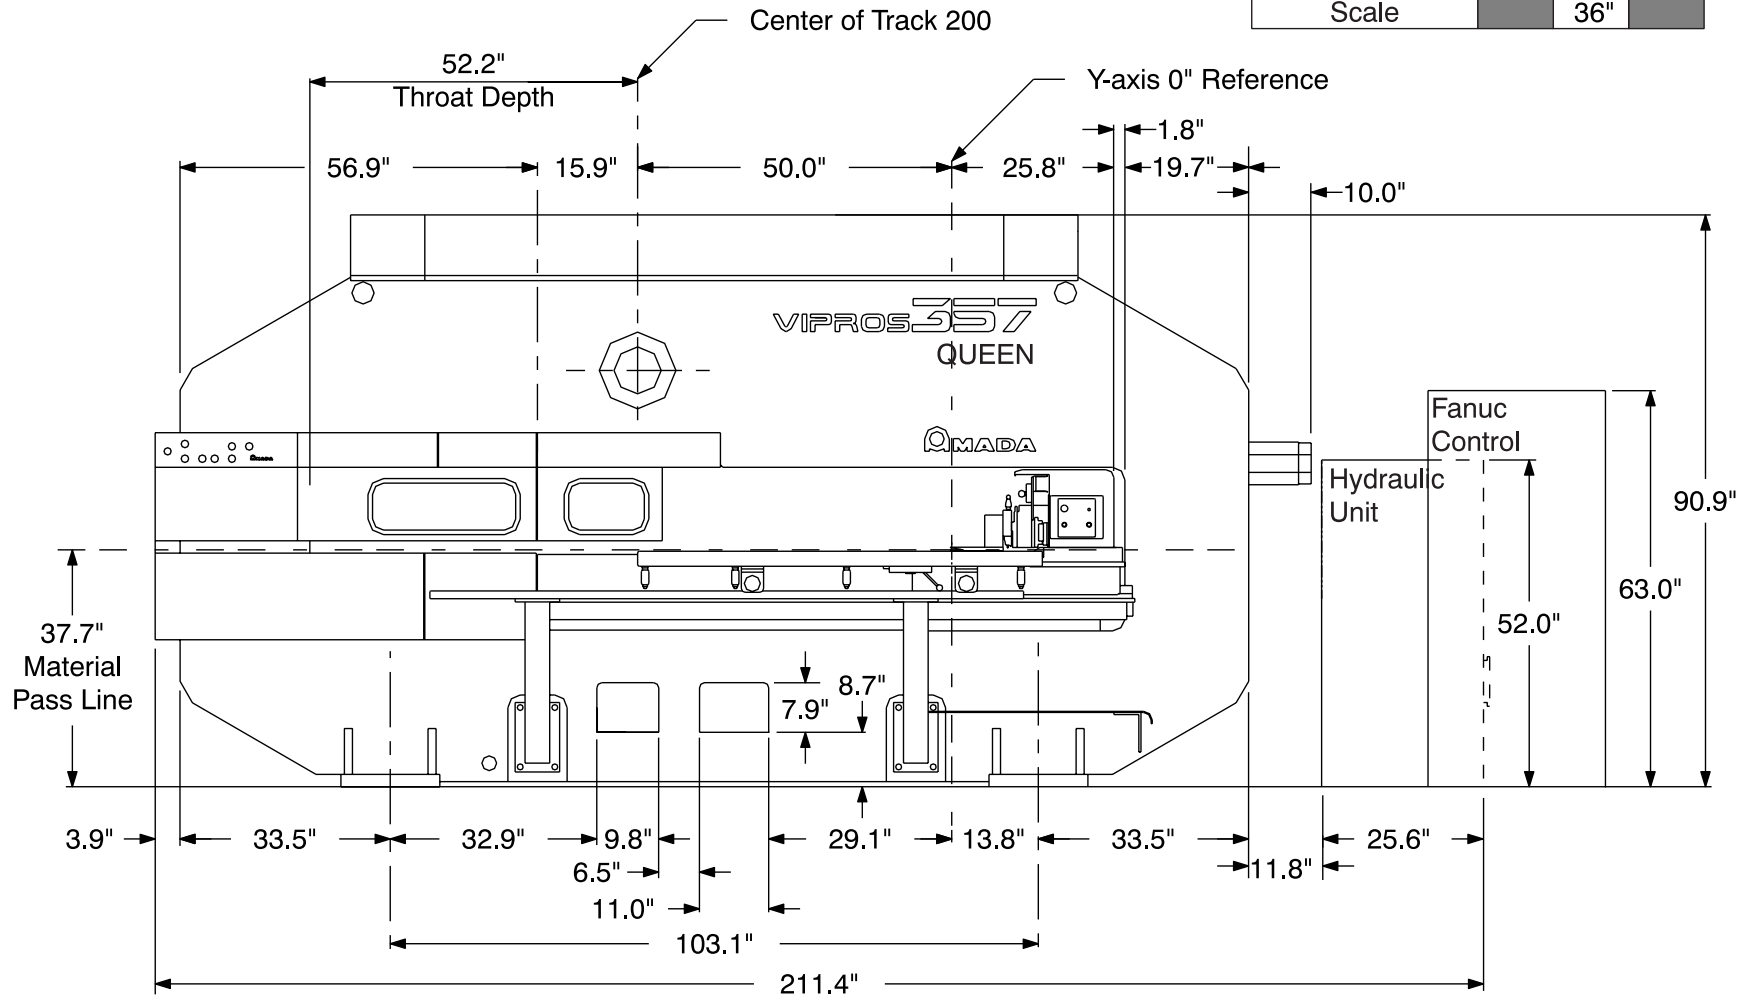 Center of Track 200
Scale
36"
52.2"
Throat Depth
Y-axis 0" Reference
1.8"
56.9"
15.9"
50.0"
25.8"
19.7"
10.0"
VIPROS 357
QUEEN
AMADA
AMADA
Fanuc
Control
Hydraulic
Unit
90.9"
63.0"
52.0"
37.7"
Material
Pass Line
8.7"
7.9"
3.9"
33.5"
32.9"
9.8"
29.1"
13.8"
33.5"
25.6"
6.5"
11.8"
11.0"
103.1"
211.4"